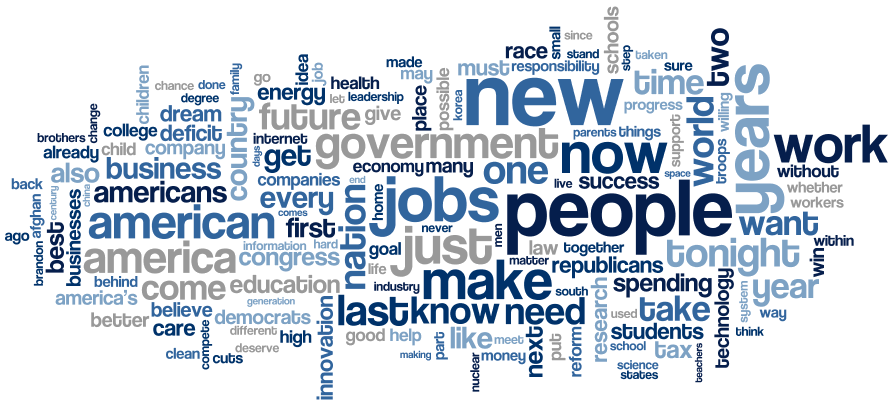 schools
since
small
race
stand
step
taken
two
made
idea
job
may
must
responsibility
sure
go
family
children
chance
done
degree
energy
health
let
leadership
place
possible
korea
new
time
years
progress
willing
world
dream
country
future
give
change
brothers
college
deficit
internet
government
parents
things
support
troops
already
child
company
days
get
economy
many
one
now
space
work
also
business
companies
end
live
success
without
whether
workers
back
century
china
americans
every
home
jobs
people
want
afghan
businesses
american
comes
first
nation
never
men
ago
best
information
hard
goal
just
law
together
tonight
within
win
brandon
america
congress
life
matter
republicans
behind
come
education
industry
make
south
spending
technology
system
year
america's
generation
last
know
need
research
used
take
way
better
believe
democrats
innovation
students
think
care
different
high
good
help
part
like
meet
next
put
reform
school
tax
teachers
clean
compete
cuts
deserve
making
nuclear
money
science
states